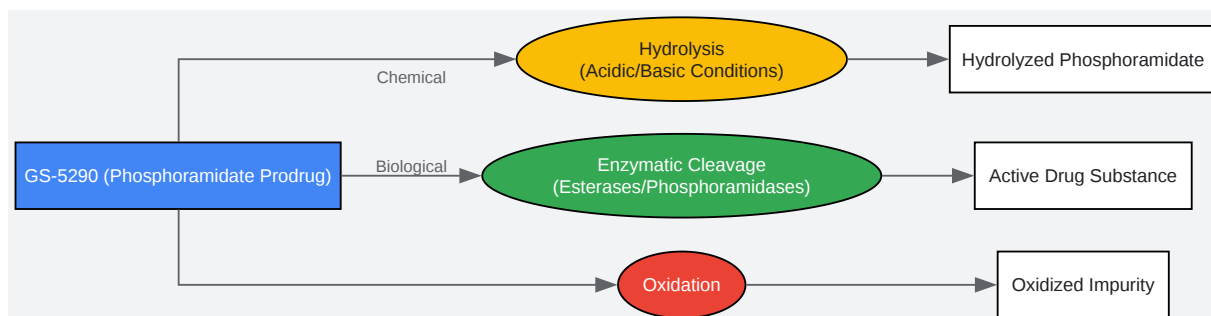 Hydrolysis
(Acidic/Basic Conditions)
Hydrolyzed Phosphoramidate
Chemical
GS-5290 (Phosphoramidate Prodrug)
Biological
Enzymatic Cleavage
(Esterases/Phosphoramidases)
Active Drug Substance
Oxidation
Oxidized Impurity